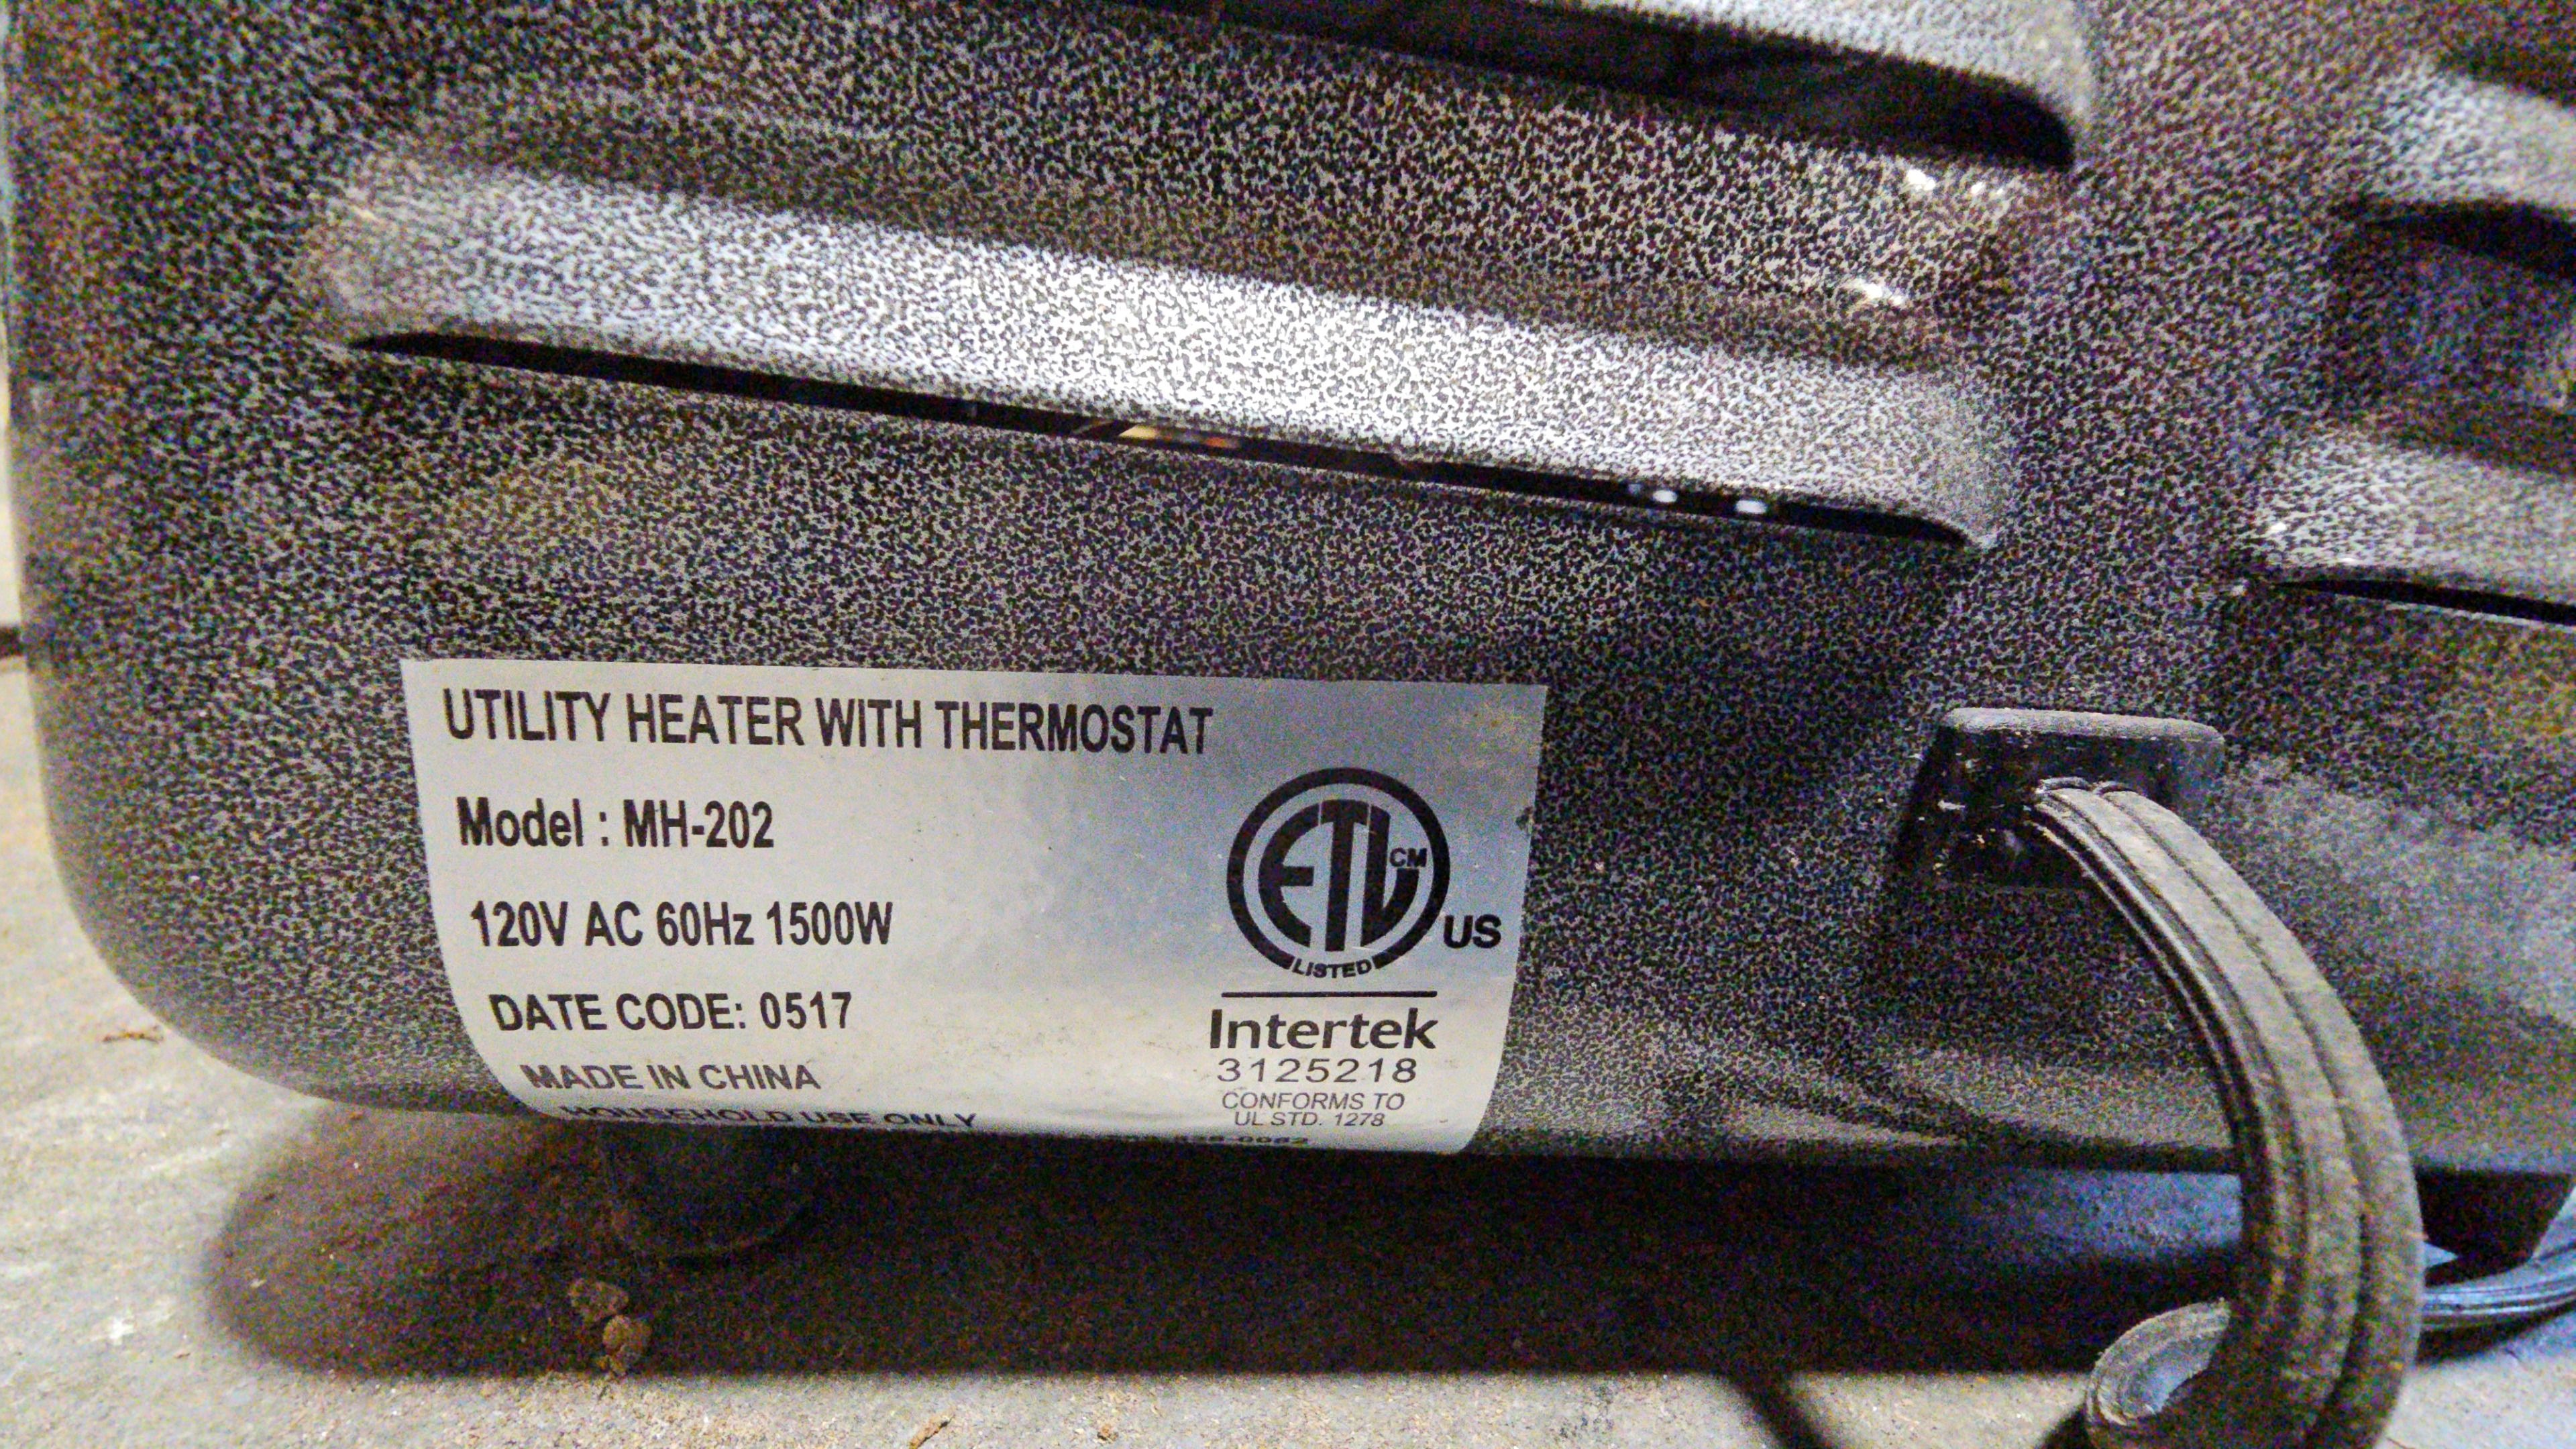 UTILITY HEATER WITH THERMOSTAT
Model : MH-202
120V AC 60Hz 1500W
DATE CODE: 0517
MADE IN CHINA
HOUSEHOLD USE ONLY
ETL CM
US
LISTED
Intertek
3125218
CONFORMS TO
UL STD. 1278